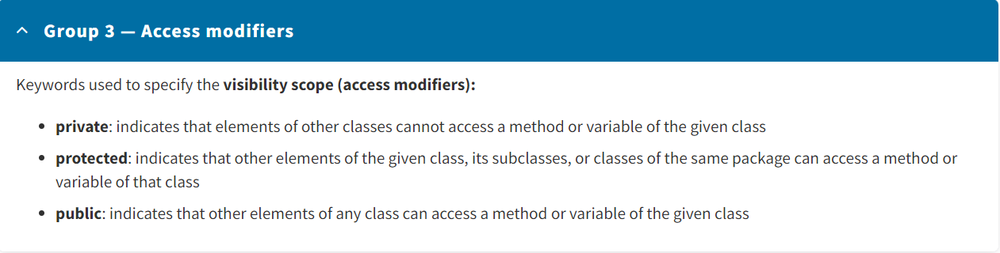 Group 3 — Access modifiers
Keywords used to specify the visibility scope (access modifiers):
• private: indicates that elements of other classes cannot access a method or variable of the given class
• protected: indicates that other elements of the given class, its subclasses, or classes of the same package can access a method or
variable of that class
• public: indicates that other elements of any class can access a method or variable of the given class